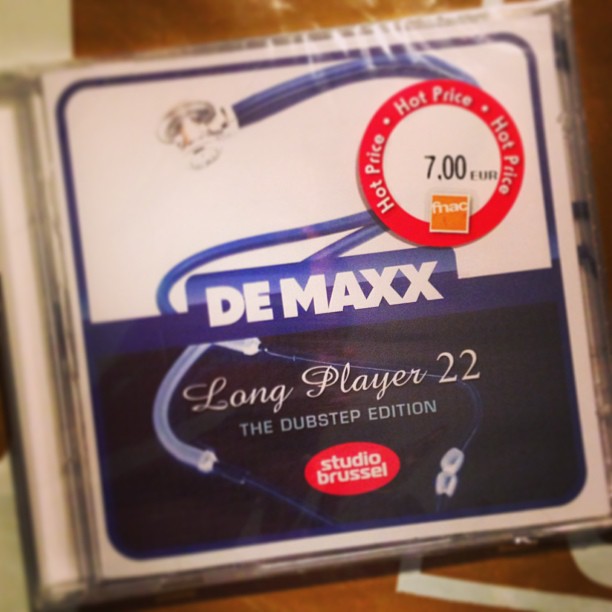 Hot Price • Hot Price • Hot Price
7.00 EUR
fnac
DE MAXX
Long Player 22
THE DUBSTEP EDITION
studio
brussel